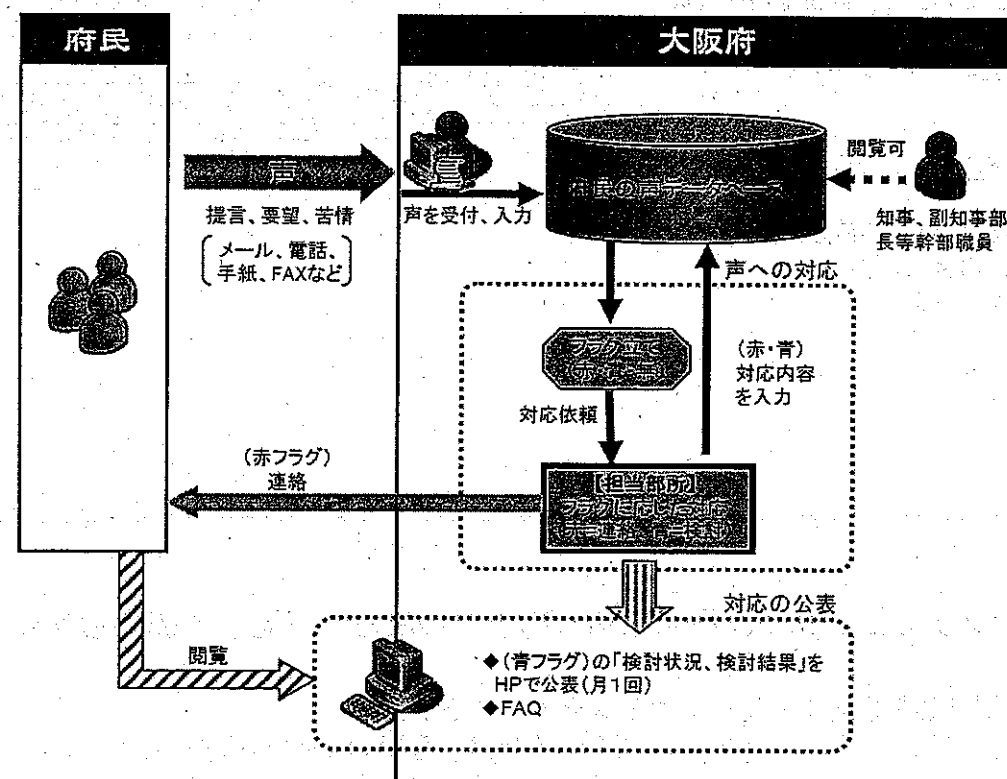 府民
大阪府
声
提言、要望、苦情
メール、電話、
手紙、FAXなど
声を受付、入力
府民の声データベース
閲覧可
知事、副知事部
長等幹部職員
声への対応
フラグ立て
(赤・青)
対応内容
を入力
対応依頼
(赤フラグ)
連絡
【担当部所】
フラグに応じた対応
対応の公表
閲覧
◆(青フラグ)の「検討状況、検討結果」を
HPで公表(月1回)
◆FAQ